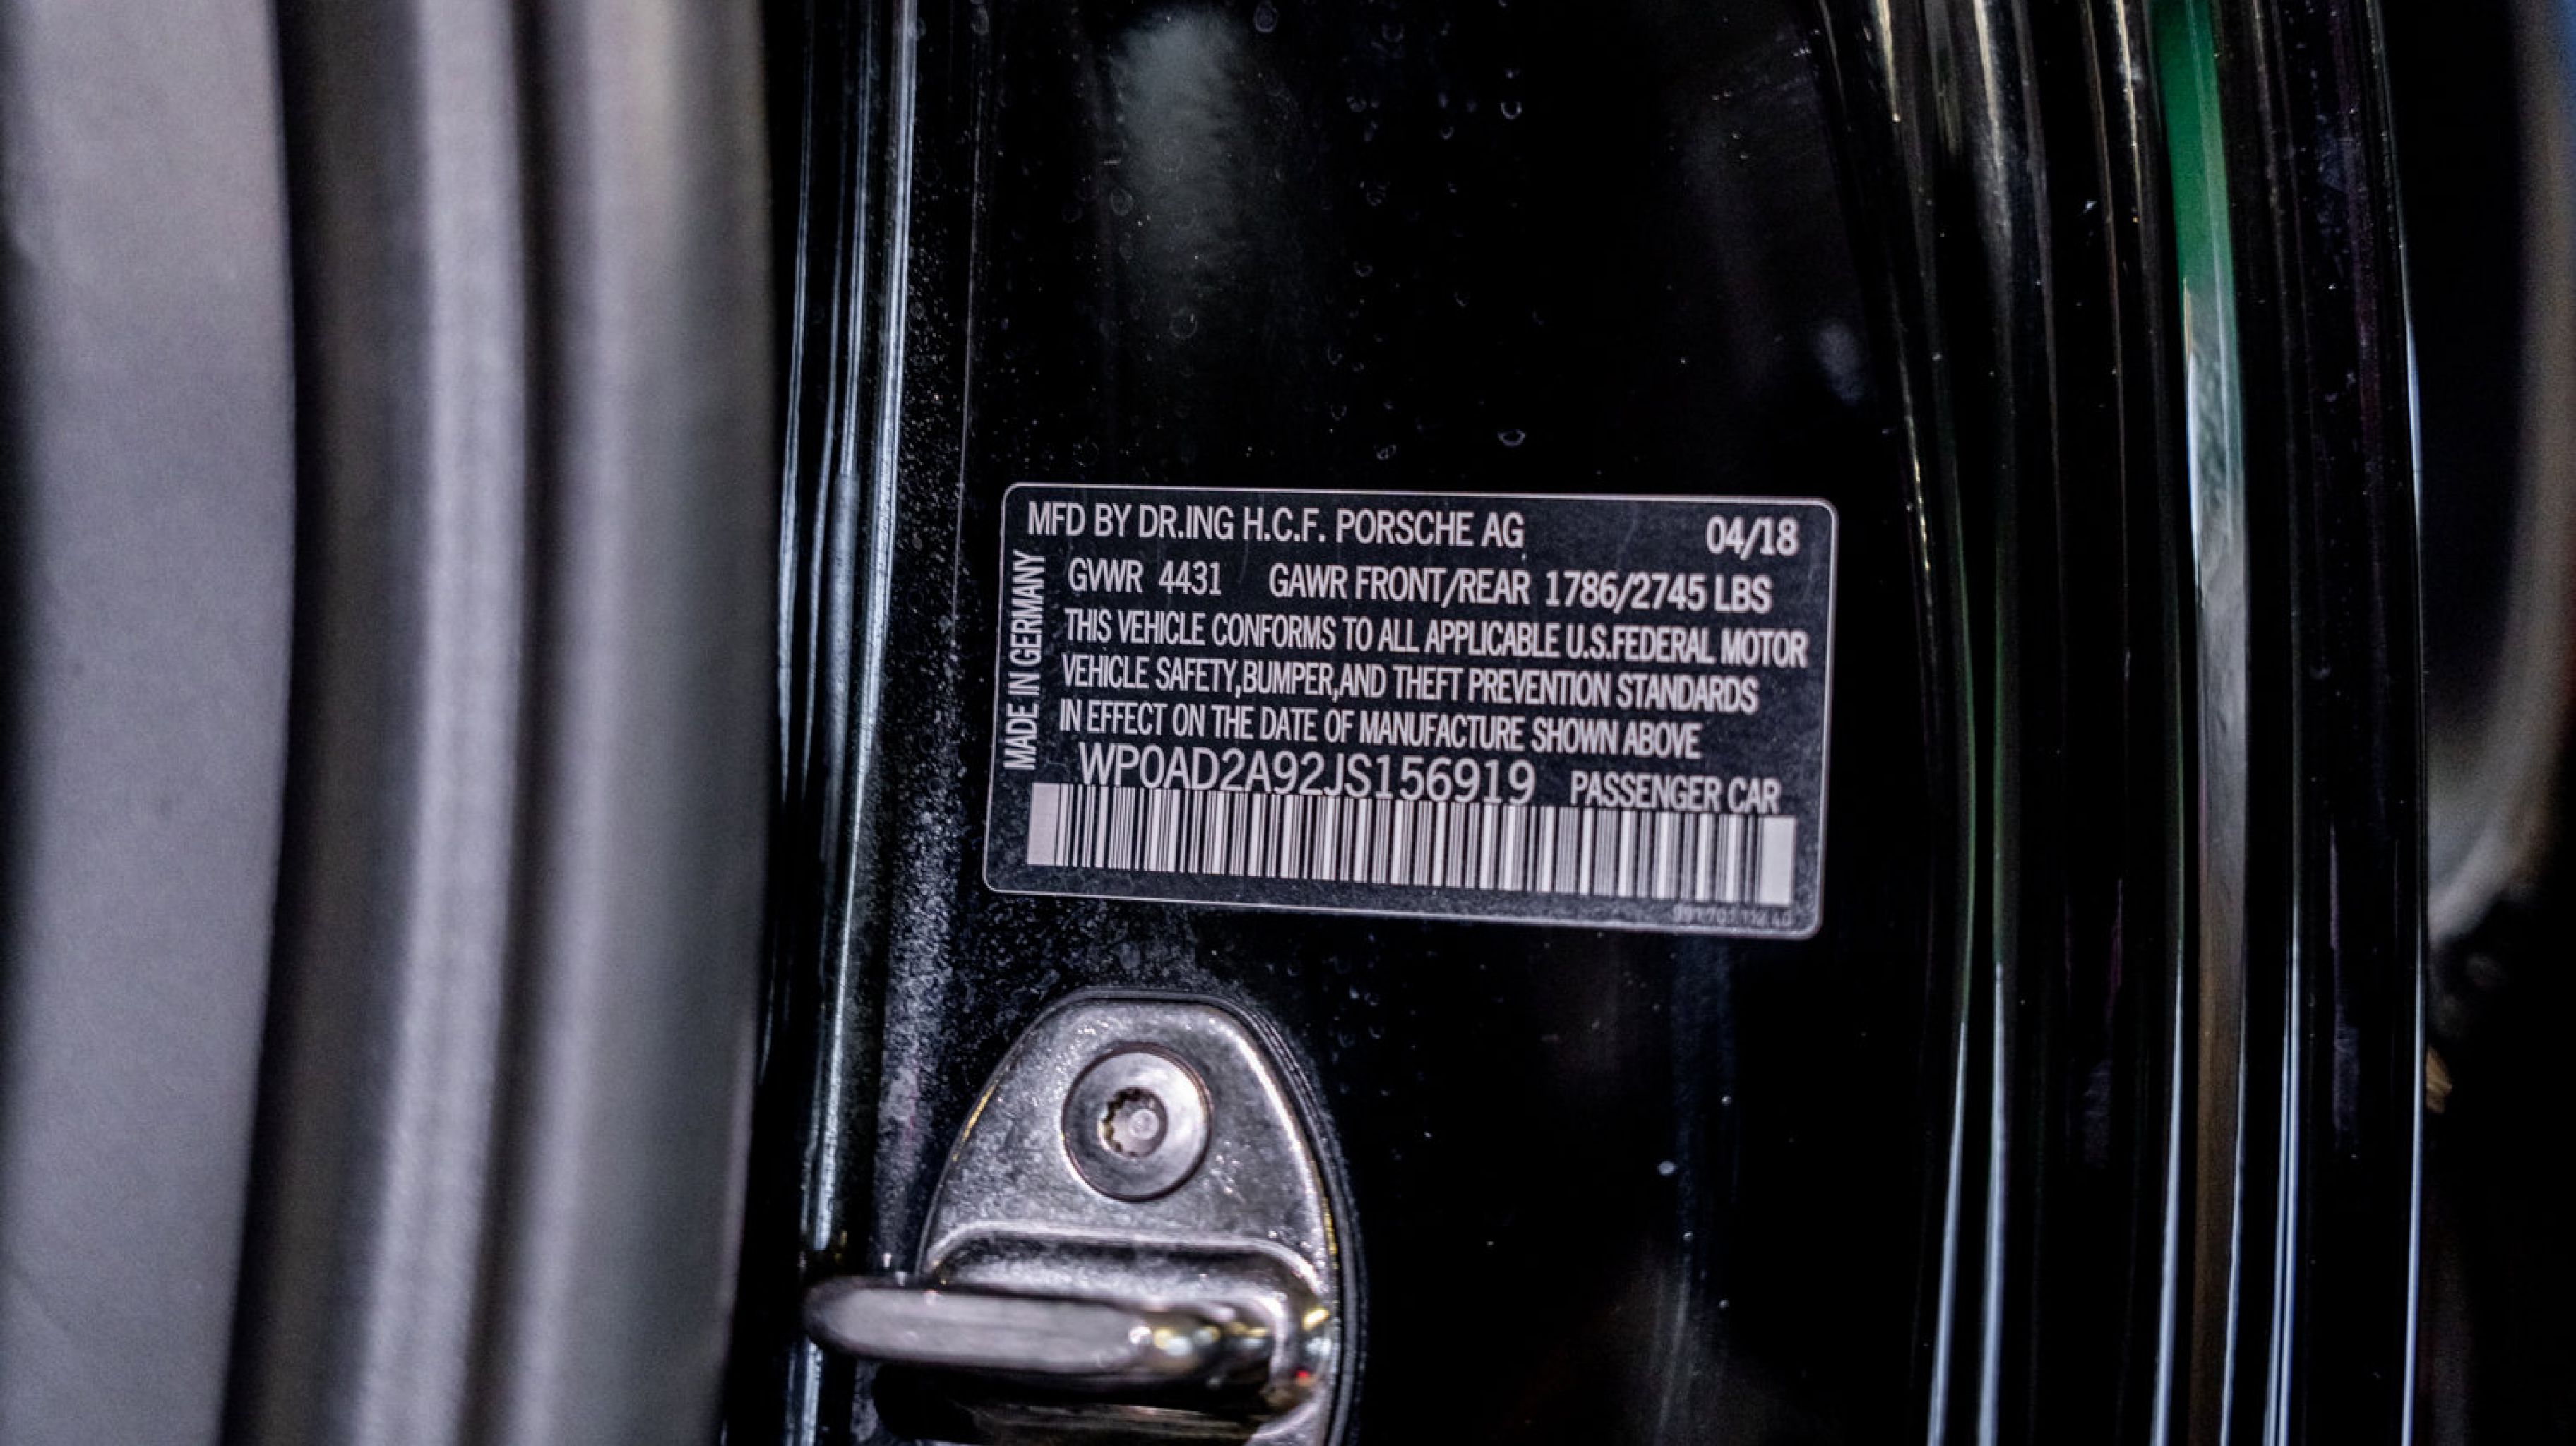 MFD BY DR.ING H.C.F. PORSCHE AG 04/18
GVWR 4431 GAWR FRONT/REAR 1786/2745 LBS
THIS VEHICLE CONFORMS TO ALL APPLICABLE U.S.FEDERAL MOTOR
VEHICLE SAFETY,BUMPER,AND THEFT PREVENTION STANDARDS
IN EFFECT ON THE DATE OF MANUFACTURE SHOWN ABOVE
WP0AD2A92JS156919 PASSENGER CAR
MADE IN GERMANY